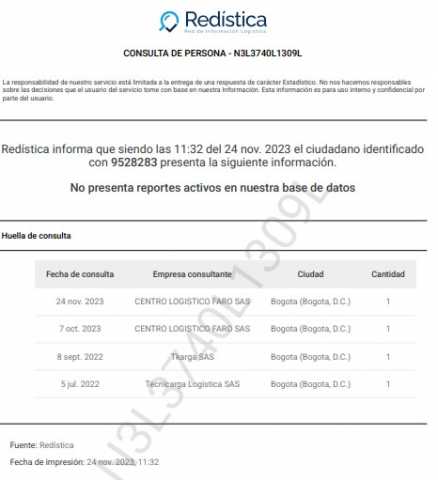 Redística
Red de Información Logística
CONSULTA DE PERSONA - N3L3740L1309L
La responsabilidad de nuestro servicio está limitada a la entrega de una respuesta de carácter Estadístico. No nos hacemos responsables
sobre las decisiones que el usuario del servicio tome con base en nuestra Información. Esta información es para uso interno y confidencial por
parte del usuario.
Redística informa que siendo las 11:32 del 24 nov. 2023 el ciudadano identificado
con 9528283 presenta la siguiente información.
No presenta reportes activos en nuestra base de datos
Huella de consulta
Fecha de consulta Empresa consultante Ciudad Cantidad
24 nov. 2023 CENTRO LOGISTICO FARO SAS Bogota (Bogota, D.C.) 1
7 oct. 2023 CENTRO LOGISTICO FARO SAS Bogota (Bogota, D.C.) 1
8 sept. 2022 Tkarga SAS Bogota (Bogota, D.C.) 1
5 jul. 2022 Tecnicarga Logistica SAS Bogota (Bogota, D.C.) 1
Fuente: Redística
Fecha de impresión: 24 nov. 2023, 11:32
N3L3740L1309L